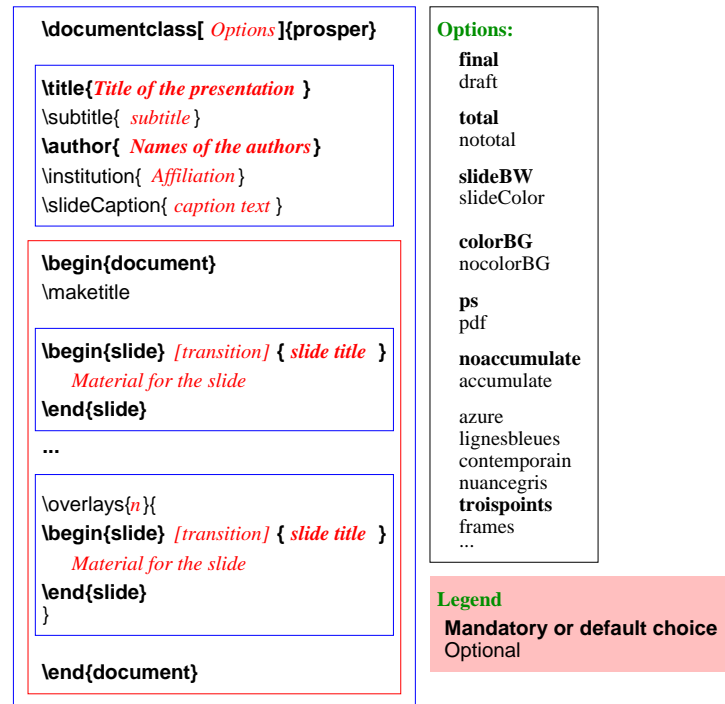 \documentclass[ Options ]{prosper}
\title{Title of the presentation }
\subtitle{ subtitle }
\author{ Names of the authors}
\institution{ Affiliation }
\slideCaption{ caption text }
\begin{document}
\maketitle
\begin{slide} [transition] { slide title }
Material for the slide
\end{slide}
...
\overlays{n}{
\begin{slide} [transition] { slide title }
Material for the slide
\end{slide}
}
\end{document}
Options:
final
draft
total
nototal
slideBW
slideColor
colorBG
nocolorBG
ps
pdf
noaccumulate
accumulate
azure
lignesbleues
contemporain
nuancegris
troispoints
frames
...
Legend
Mandatory or default choice
Optional